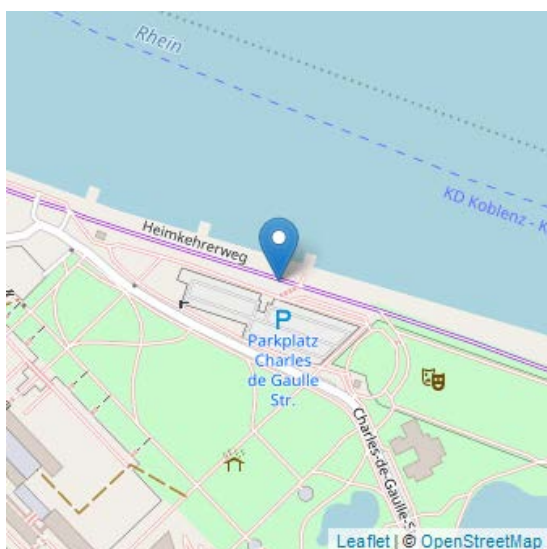 Rhein
KD Koblenz - K
Heimkehrerweg
P
Parkplatz
Charles
de Gaulle
Str.
Charles-de-Gaulle-S
Leaflet | © OpenStreetMap